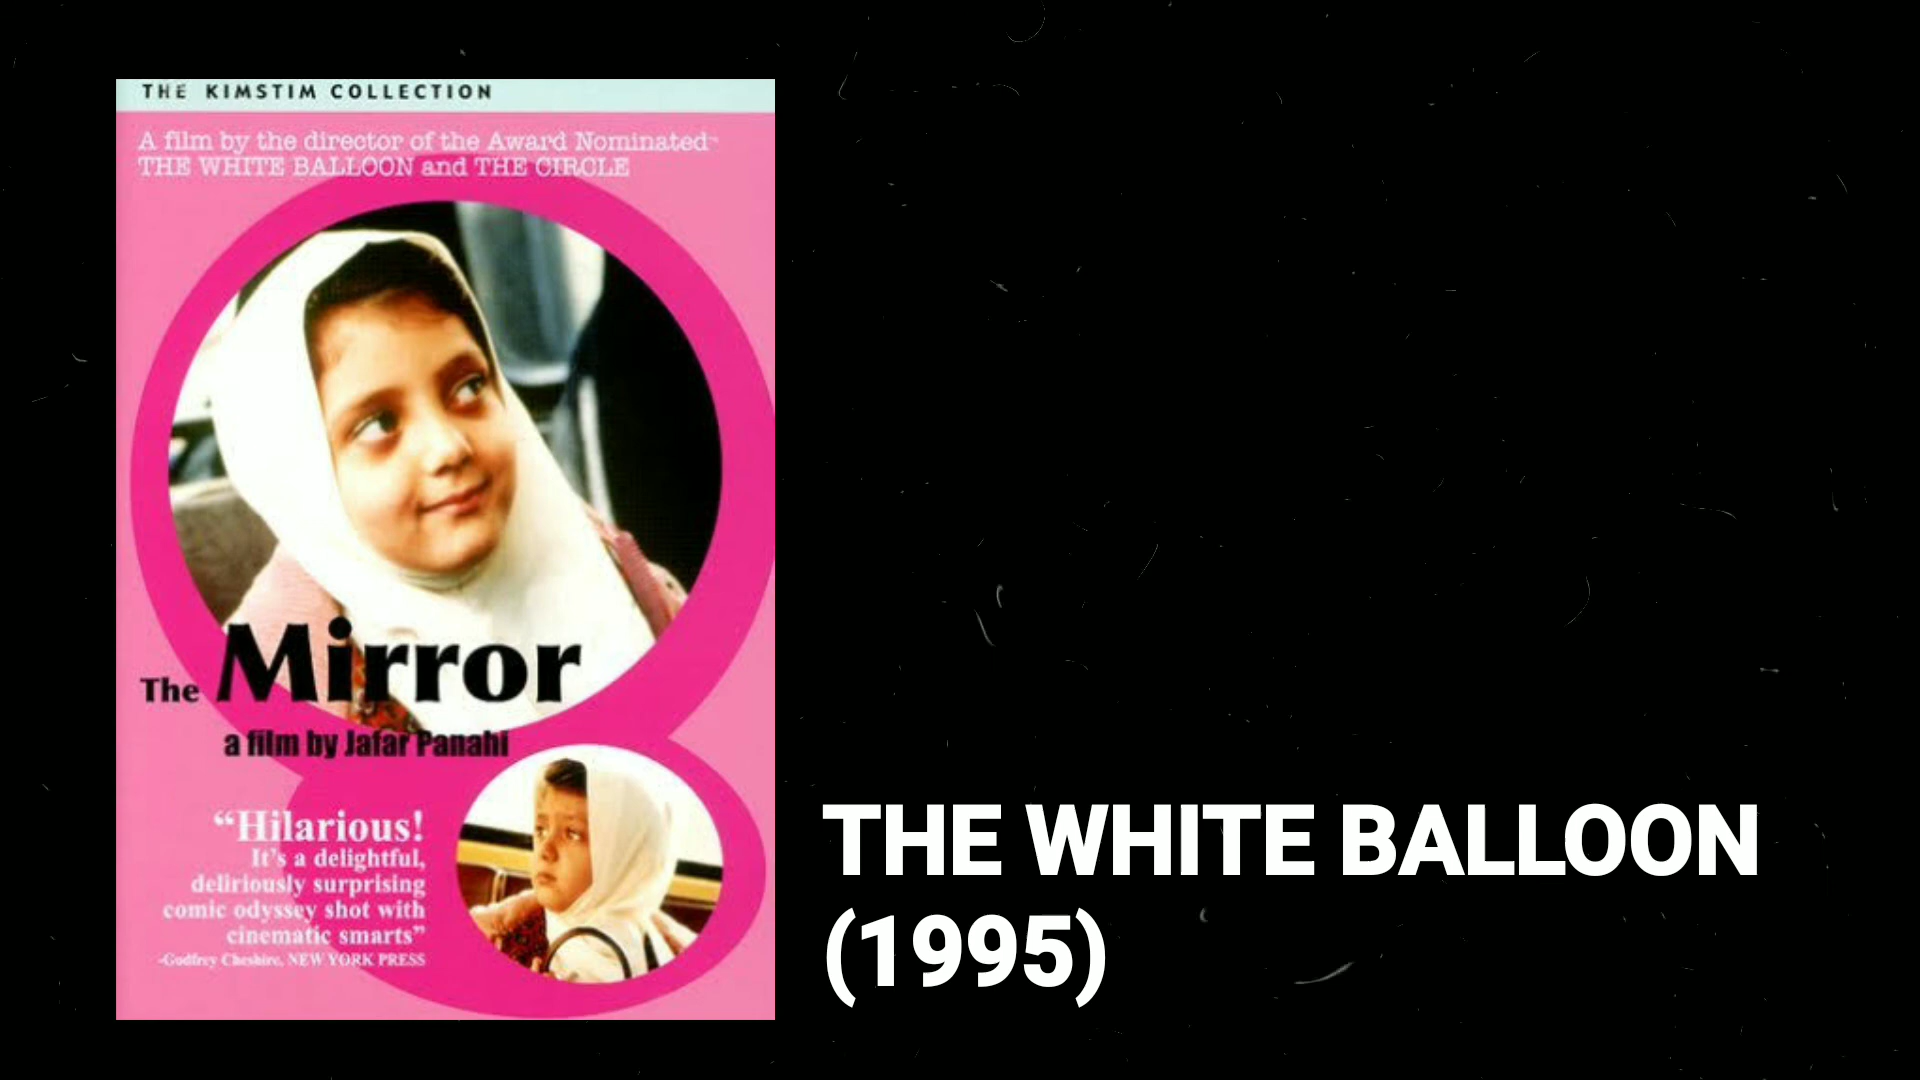 THE KIMSTIM COLLECTION
A film by the director of the Award Nominated™
THE WHITE BALLOON and THE CIRCLE
The Mirror
a film by Jafar Panahi
“Hilarious!
It's a delightful,
deliriously surprising
comic odyssey shot with
cinematic smarts”
-Godfrey Cheshire, NEW YORK PRESS
THE WHITE BALLOON
(1995)